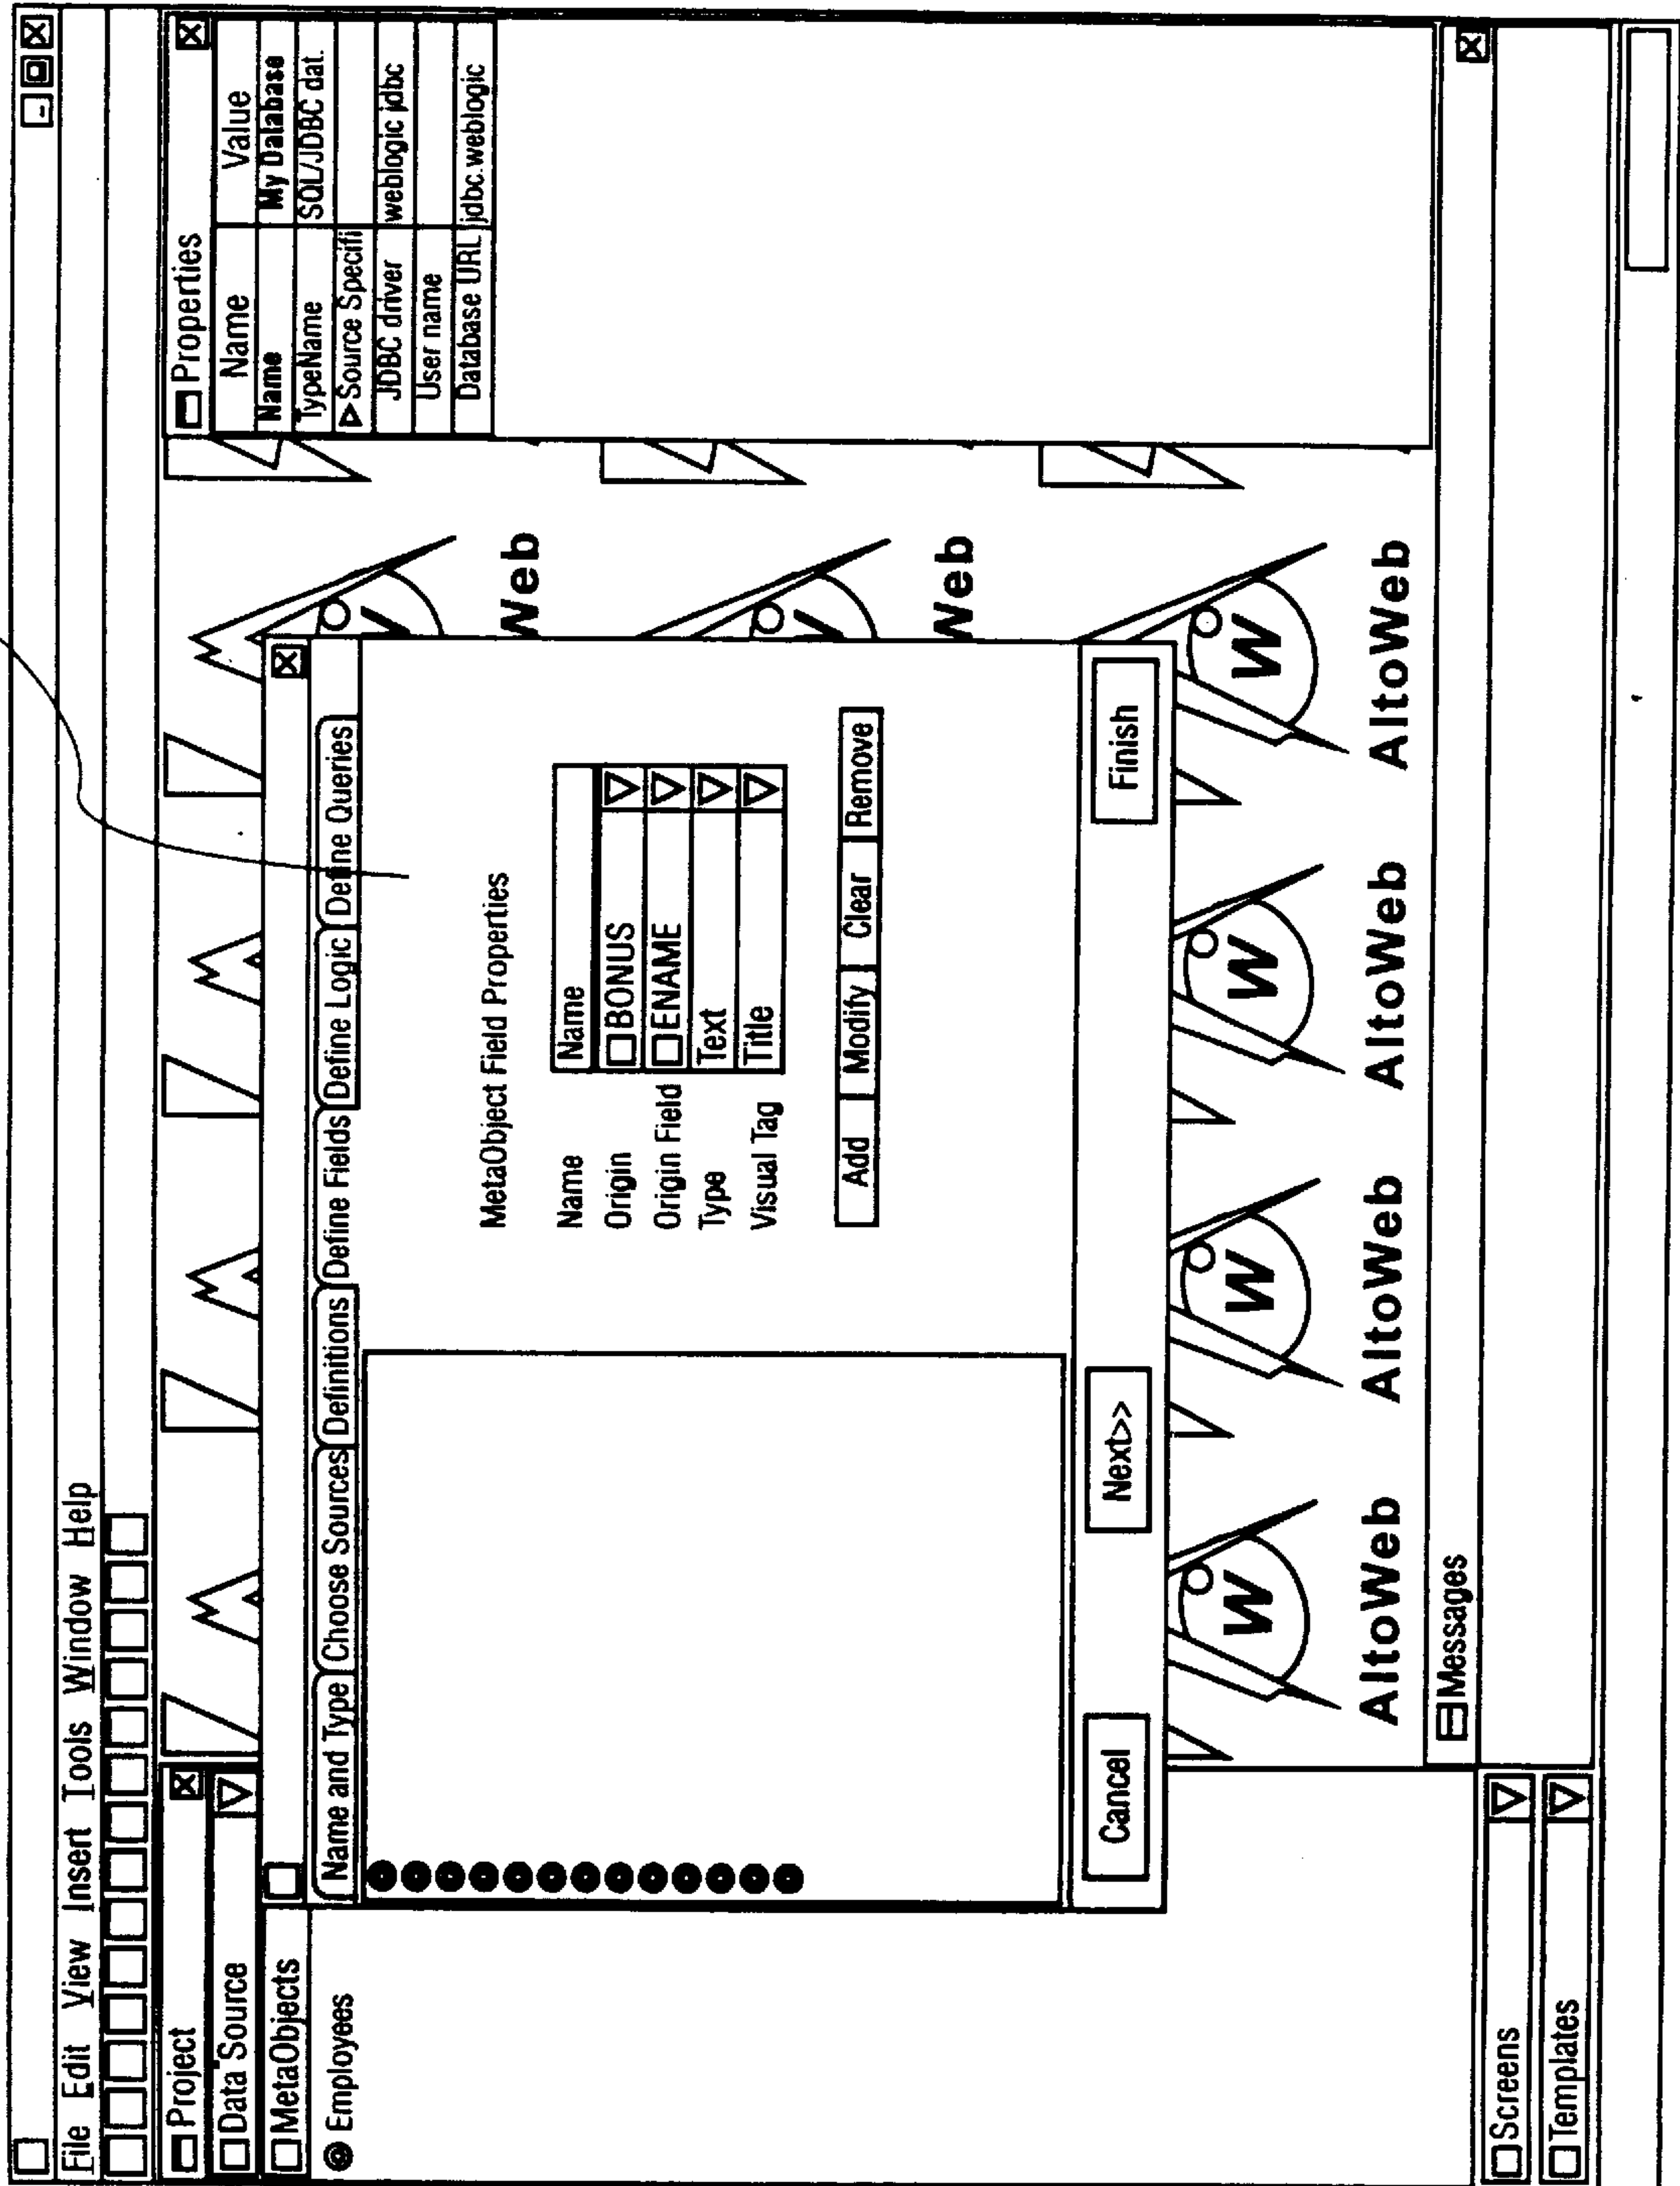 File Edit View Insert Tools Window Help
Project
Data Source
MetaObjects
@ Employees
Screens
Templates
Name and Type Choose Sources Definitions Define Fields Define Logic Define Queries
MetaObject Field Properties
Name Name
Origin BONUS
Origin Field ENAME
Type Text
Visual Tag Title
Add Modify Clear Remove
Cancel Next>> Finish
Web
Web
AltoWeb AltoWeb AltoWeb AltoWeb
Properties
Name Value
Name My Database
TypeName SQL/JDBC dat.
Source Specifi
JDBC driver weblogic jdbc
User name
Database URL jdbc.weblogic
Messages